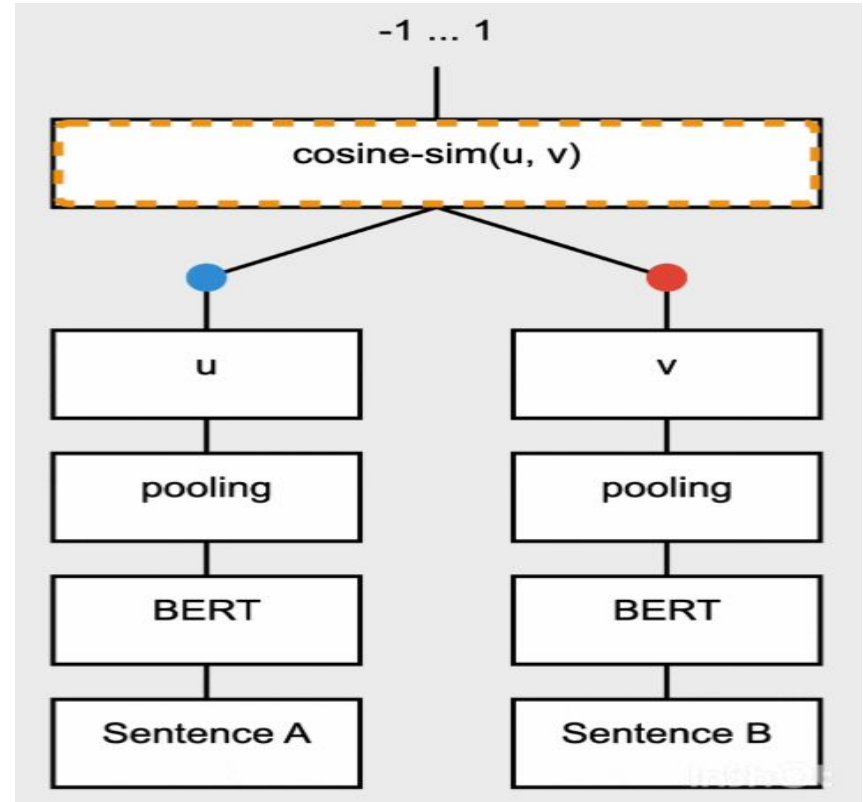 -1 ... 1
cosine-sim(u, v)
u
v
pooling
pooling
BERT
BERT
Sentence A
Sentence B